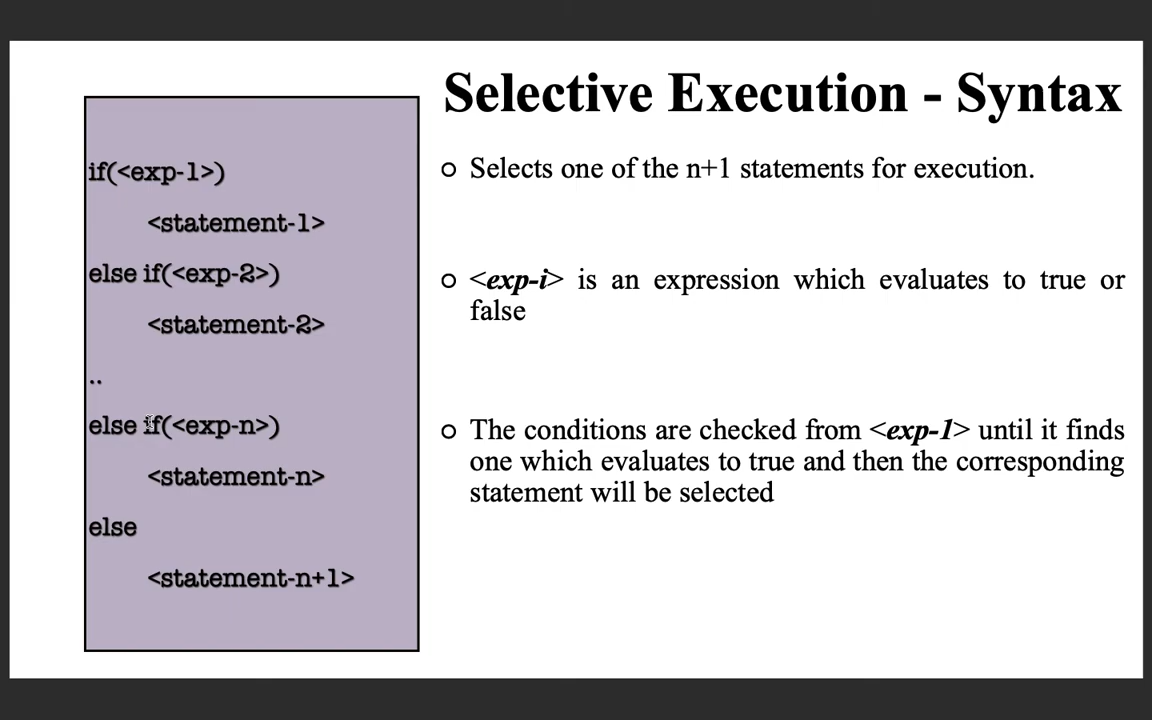 Selective Execution - Syntax
if(<exp-1>)
<statement-1>
else if(<exp-2>)
<statement-2>
..
else if(<exp-n>)
<statement-n>
else
<statement-n+1>
Selects one of the n+1 statements for execution.
<exp-i> is an expression which evaluates to true or
false
The conditions are checked from <exp-1> until it finds
one which evaluates to true and then the corresponding
statement will be selected